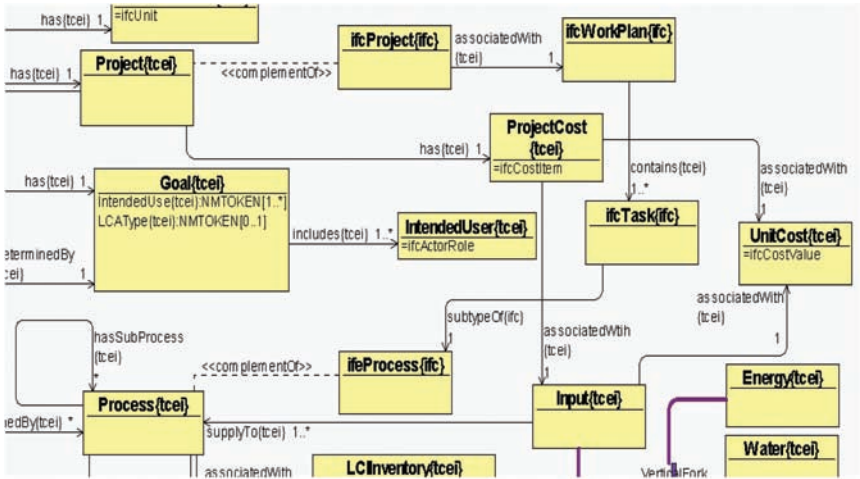 has(tcei) 1
=ifcUnit
Project{tcei}
has(tcei) 1
<<complementOf>>
ifcProject{ifc}
associatedWith
(tcei)
1
ifcWorkPlan{ifc}
has(tcei) 1
ProjectCost
{tcei}
=ifcCostItem
contains(tcei)
1..*
associatedWith
(tcei)
1
has(tcei) 1
Goal{tcei}
IntendedUse(tcei):NMTOKEN[1..*]
LCAType(tcei):NMTOKEN[0..1]
includes(tcei) 1..*
IntendedUser{tcei}
=ifcActorRole
ifcTask{ifc}
UnitCost{tcei}
=ifcCostValue
eterminedBy
cei)
1
associatedWith
(tcei)
1
subtypeOf(ifc)
1
associatedWtih
(tcei)
1
hasSubProcess
(tcei)
*
<<complementOf>>
ifeProcess{ifc}
Process{tcei}
nedBy(tcei) *
supplyTo(tcei) 1..*
Input{tcei}
Energy{tcei}
Water{tcei}
associatedWith
LCIInventory{tcei}
VerticalFork